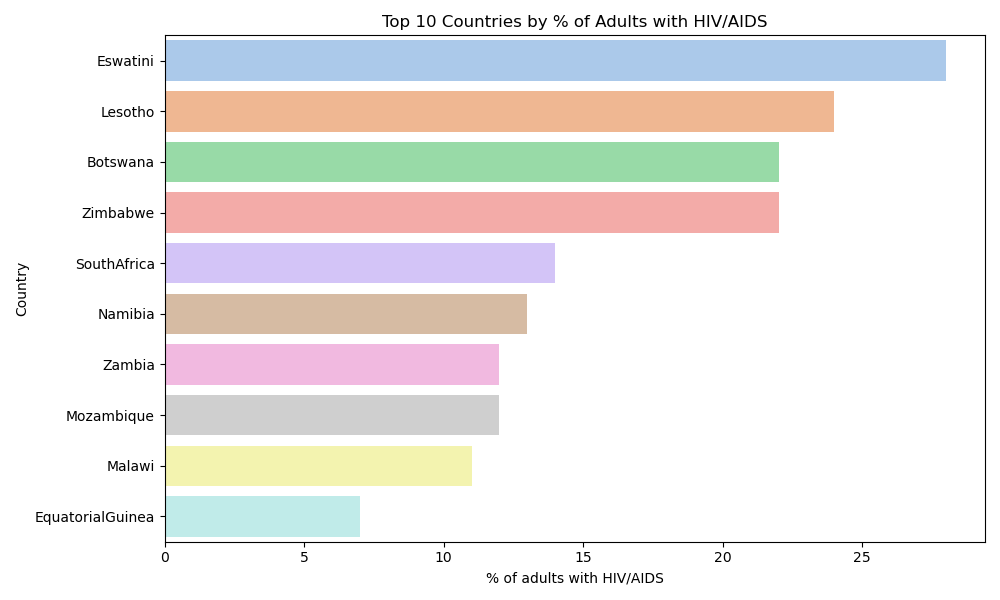 Top 10 Countries by % of Adults with HIV/AIDS
Country
Eswatini
Lesotho
Botswana
Zimbabwe
SouthAfrica
Namibia
Zambia
Mozambique
Malawi
EquatorialGuinea
0 5 10 15 20 25
% of adults with HIV/AIDS